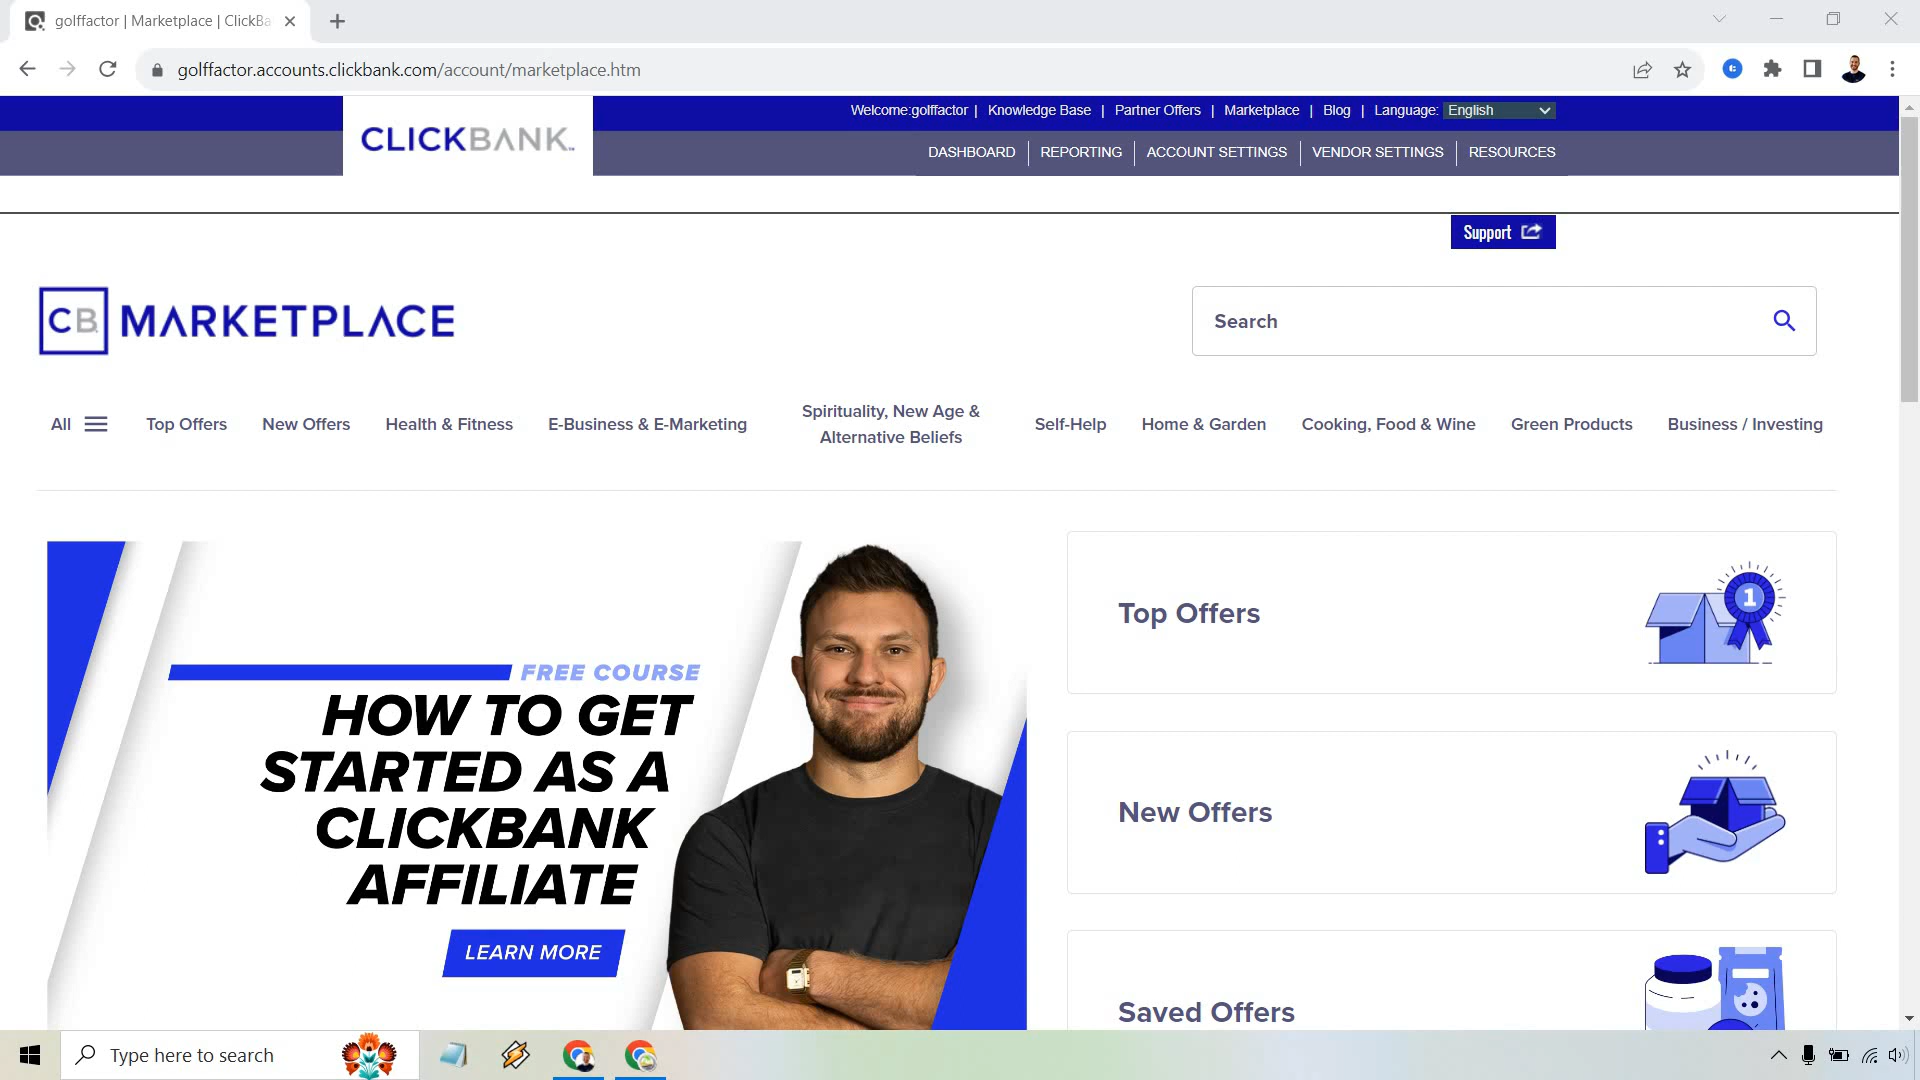 golffactor | Marketplace | ClickBa
golffactor.accounts.clickbank.com/account/marketplace.htm
Welcome:golffactor | Knowledge Base | Partner Offers | Marketplace | Blog | Language: English
CLICKBANK
DASHBOARD REPORTING ACCOUNT SETTINGS VENDOR SETTINGS RESOURCES
Support
CB MARKETPLACE
Search
All Top Offers New Offers Health & Fitness E-Business & E-Marketing
Spirituality, New Age &
Alternative Beliefs
Self-Help Home & Garden Cooking, Food & Wine Green Products Business / Investing
FREE COURSE
HOW TO GET
STARTED AS A
CLICKBANK
AFFILIATE
LEARN MORE
Top Offers
1
New Offers
Saved Offers
Type here to search